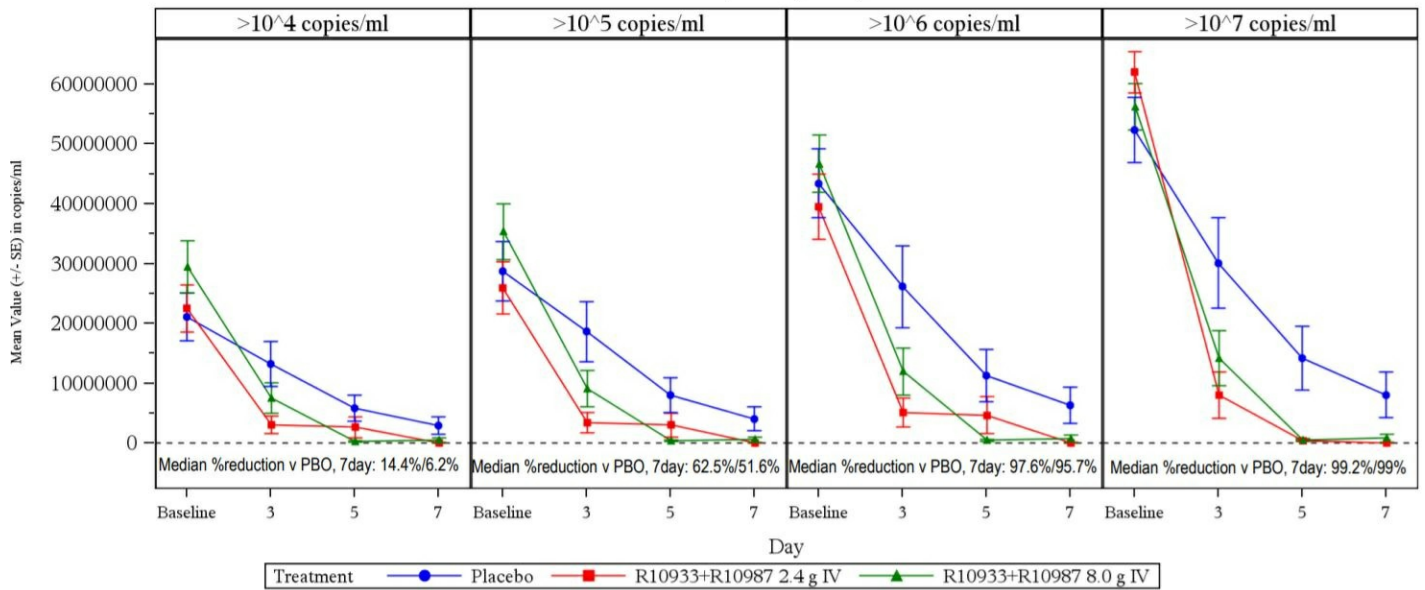 >10^4 copies/ml
>10^5 copies/ml
>10^6 copies/ml
>10^7 copies/ml
Mean Value (+/- SE) in copies/ml
60000000
50000000
40000000
30000000
20000000
10000000
0
Median %reduction v PBO, 7day: 14.4%/6.2%
Median %reduction v PBO, 7day: 62.5%/51.6%
Median %reduction v PBO, 7day: 97.6%/95.7%
Median %reduction v PBO, 7day: 99.2%/99%
Baseline 3 5 7
Baseline 3 5 7
Baseline 3 5 7
Baseline 3 5 7
Day
Treatment Placebo R10933+R10987 2.4 g IV R10933+R10987 8.0 g IV